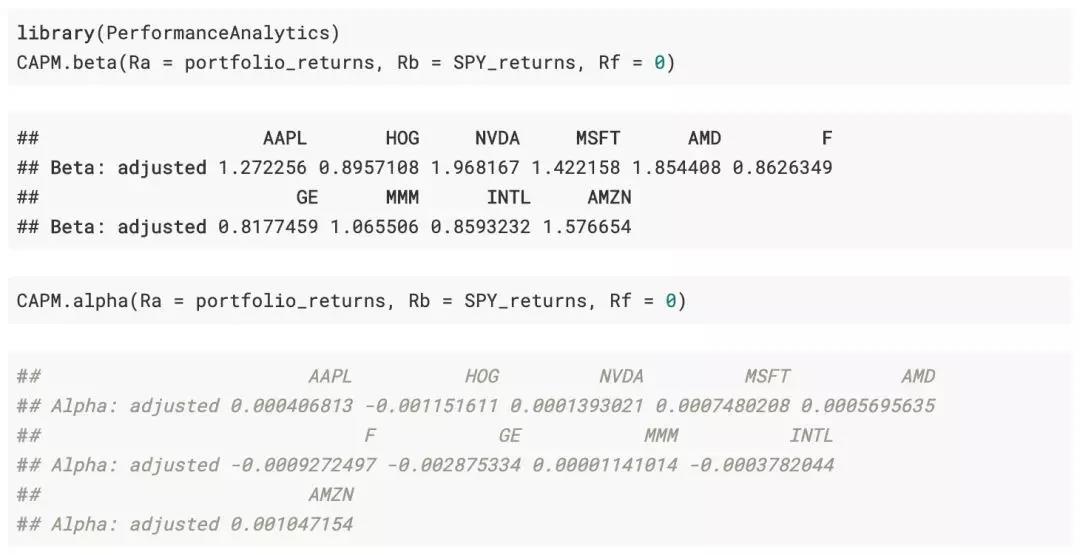 library(PerformanceAnalytics)
CAPM.beta(Ra = portfolio_returns, Rb = SPY_returns, Rf = 0)
## AAPL HOG NVDA MSFT AMD F
## Beta: adjusted 1.272256 0.8957108 1.968167 1.422158 1.854408 0.8626349
## GE MMM INTL AMZN
## Beta: adjusted 0.8177459 1.065506 0.8593232 1.576654
CAPM.alpha(Ra = portfolio_returns, Rb = SPY_returns, Rf = 0)
## AAPL HOG NVDA MSFT AMD
## Alpha: adjusted 0.000406813 -0.001151611 0.0001393021 0.0007480208 0.0005695635
## F GE MMM INTL
## Alpha: adjusted -0.0009272497 -0.002875334 0.00001141014 -0.0003782044
## AMZN
## Alpha: adjusted 0.001047154